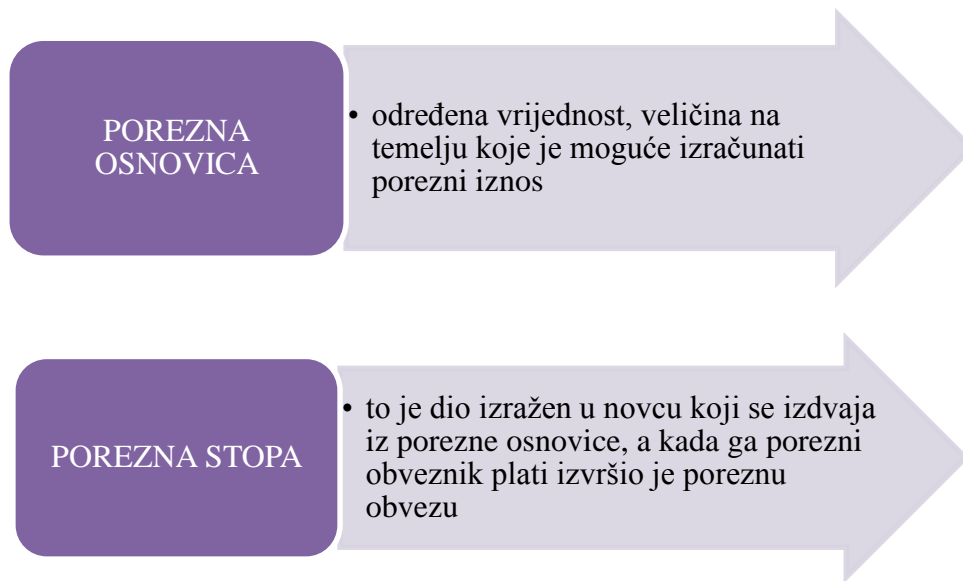 POREZNA
OSNOVICA
• određena vrijednost, veličina na
temelju koje je moguće izračunati
porezni iznos
POREZNA STOPA
• to je dio izražen u novcu koji se izdvaja
iz porezne osnovice, a kada ga porezni
obveznik plati izvršio je poreznu
obvezu